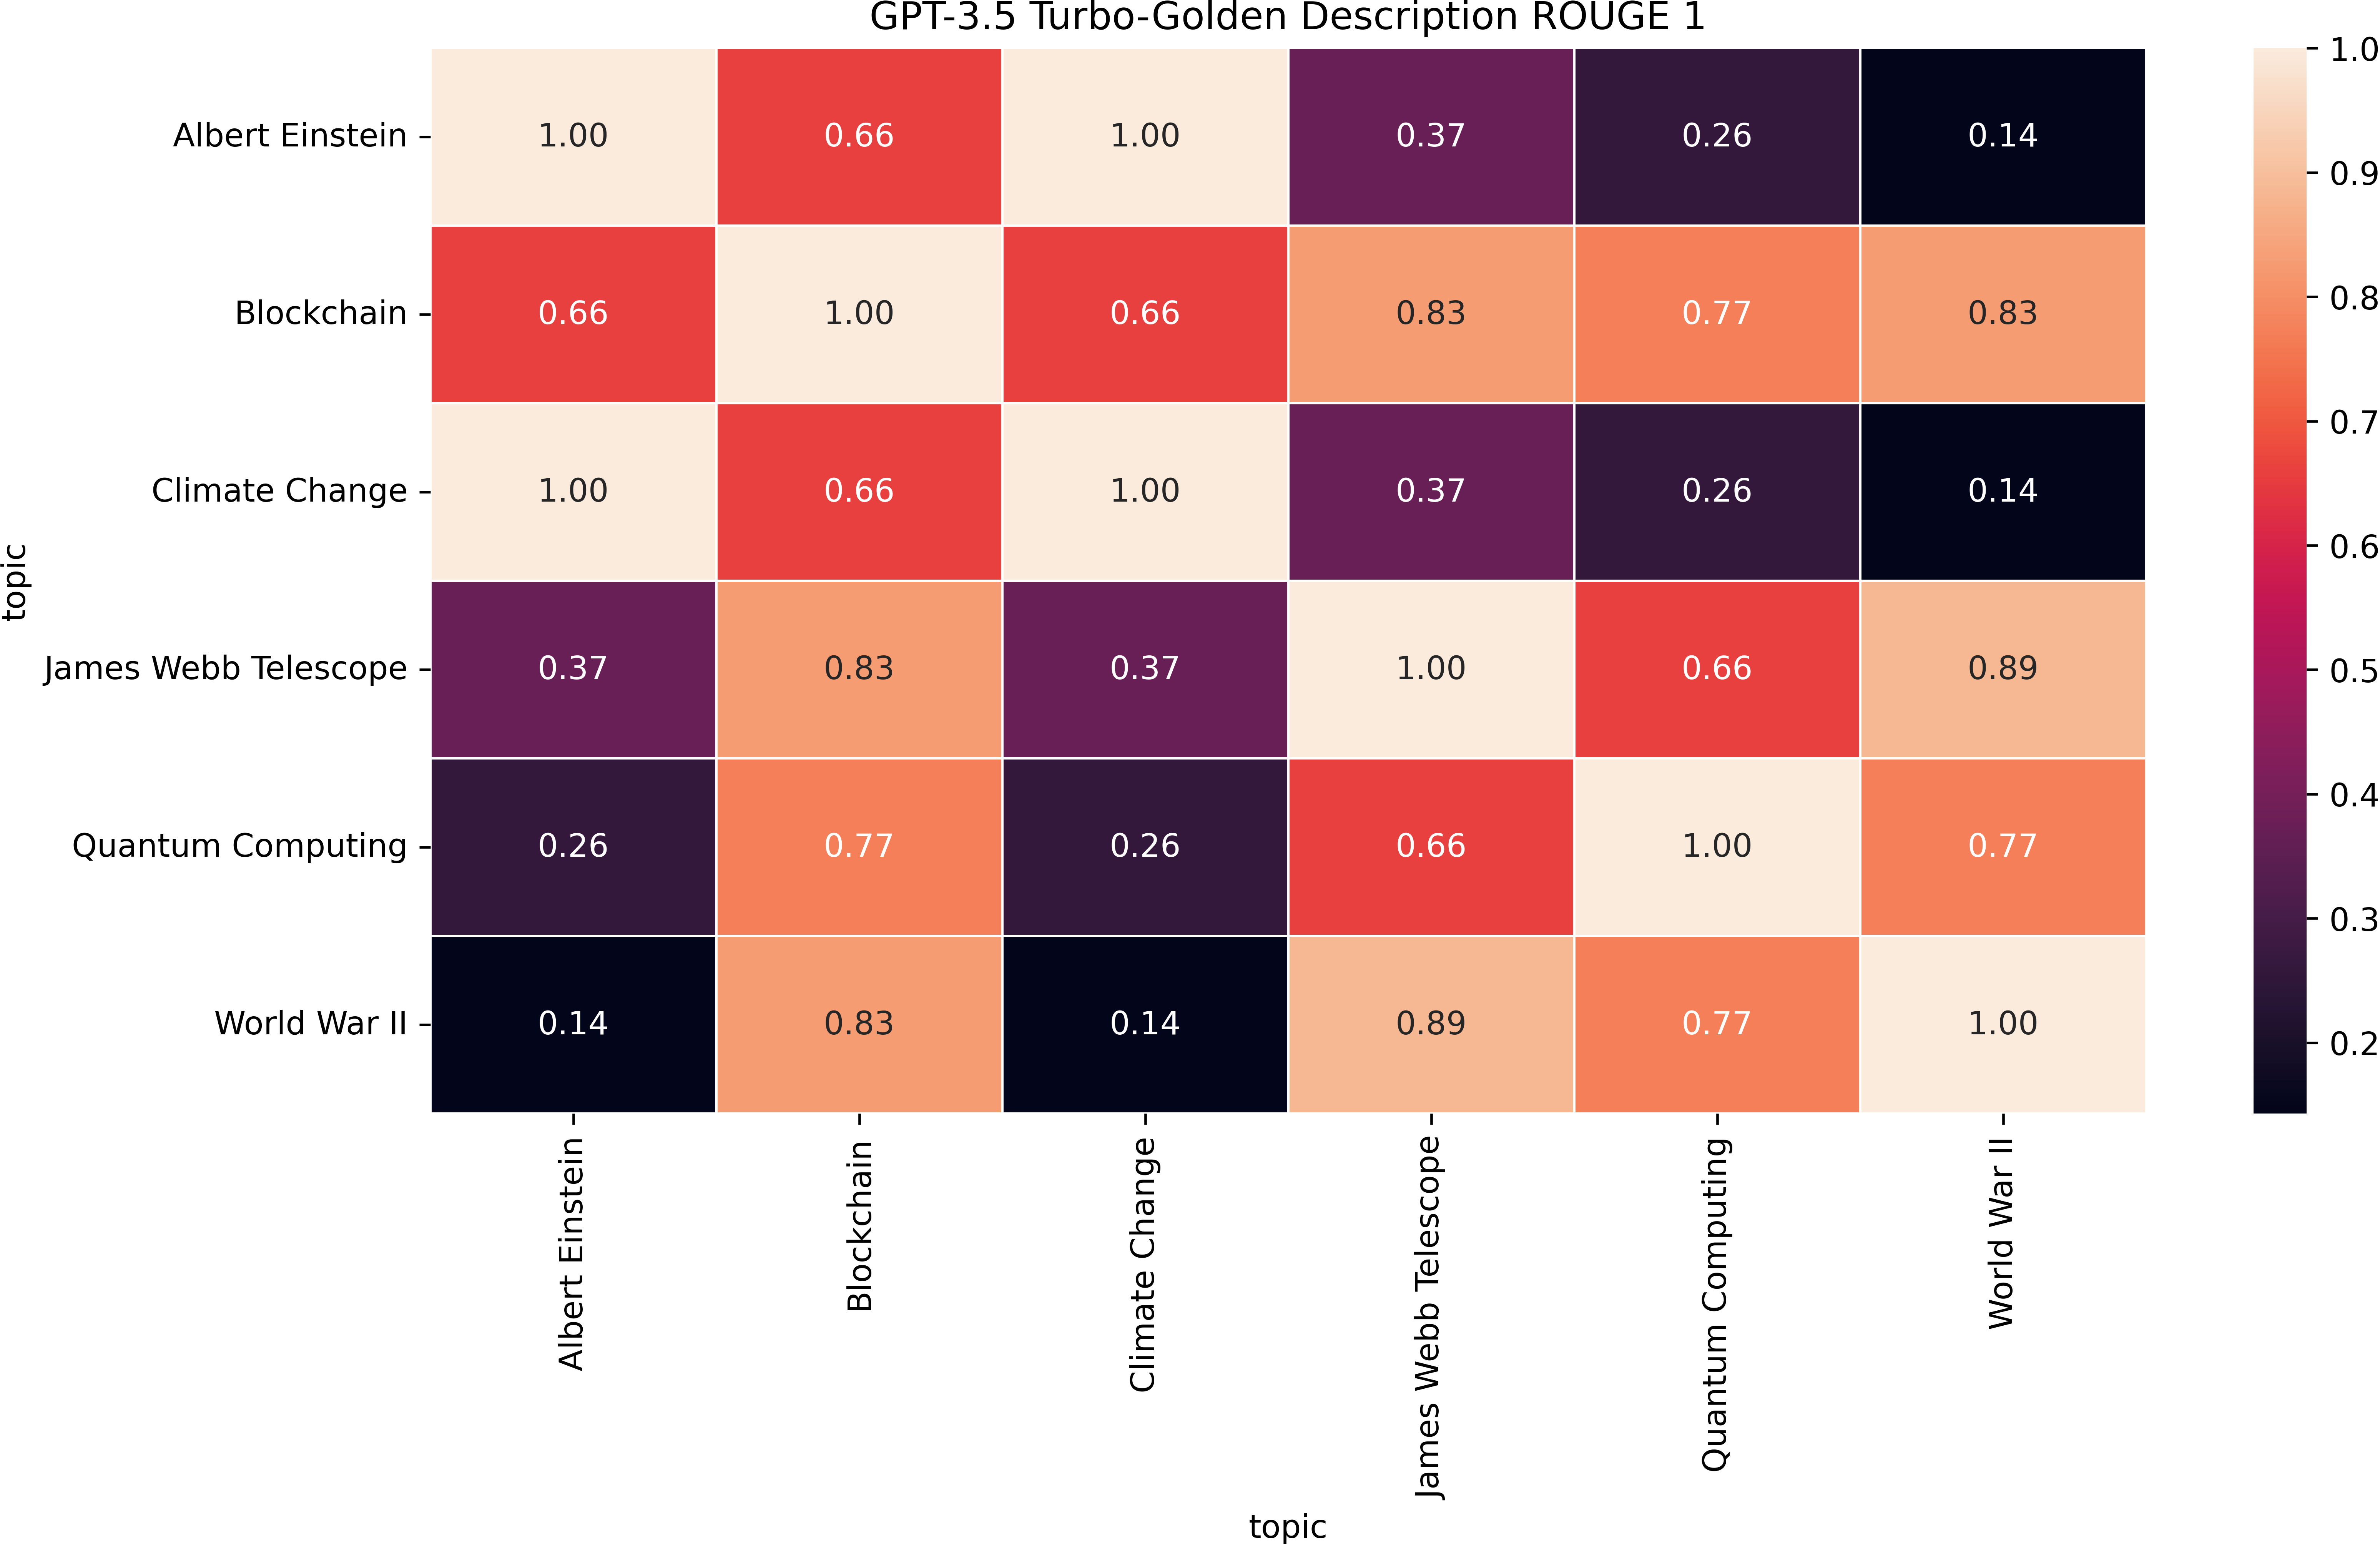 GPT-3.5 Turbo-Golden Description ROUGE 1
topic
Albert Einstein 1.00 0.66 1.00 0.37 0.26 0.14
Blockchain 0.66 1.00 0.66 0.83 0.77 0.83
Climate Change 1.00 0.66 1.00 0.37 0.26 0.14
James Webb Telescope 0.37 0.83 0.37 1.00 0.66 0.89
Quantum Computing 0.26 0.77 0.26 0.66 1.00 0.77
World War II 0.14 0.83 0.14 0.89 0.77 1.00
Albert Einstein
Blockchain
Climate Change
James Webb Telescope
Quantum Computing
World War II
topic
1.0
0.9
0.8
0.7
0.6
0.5
0.4
0.3
0.2